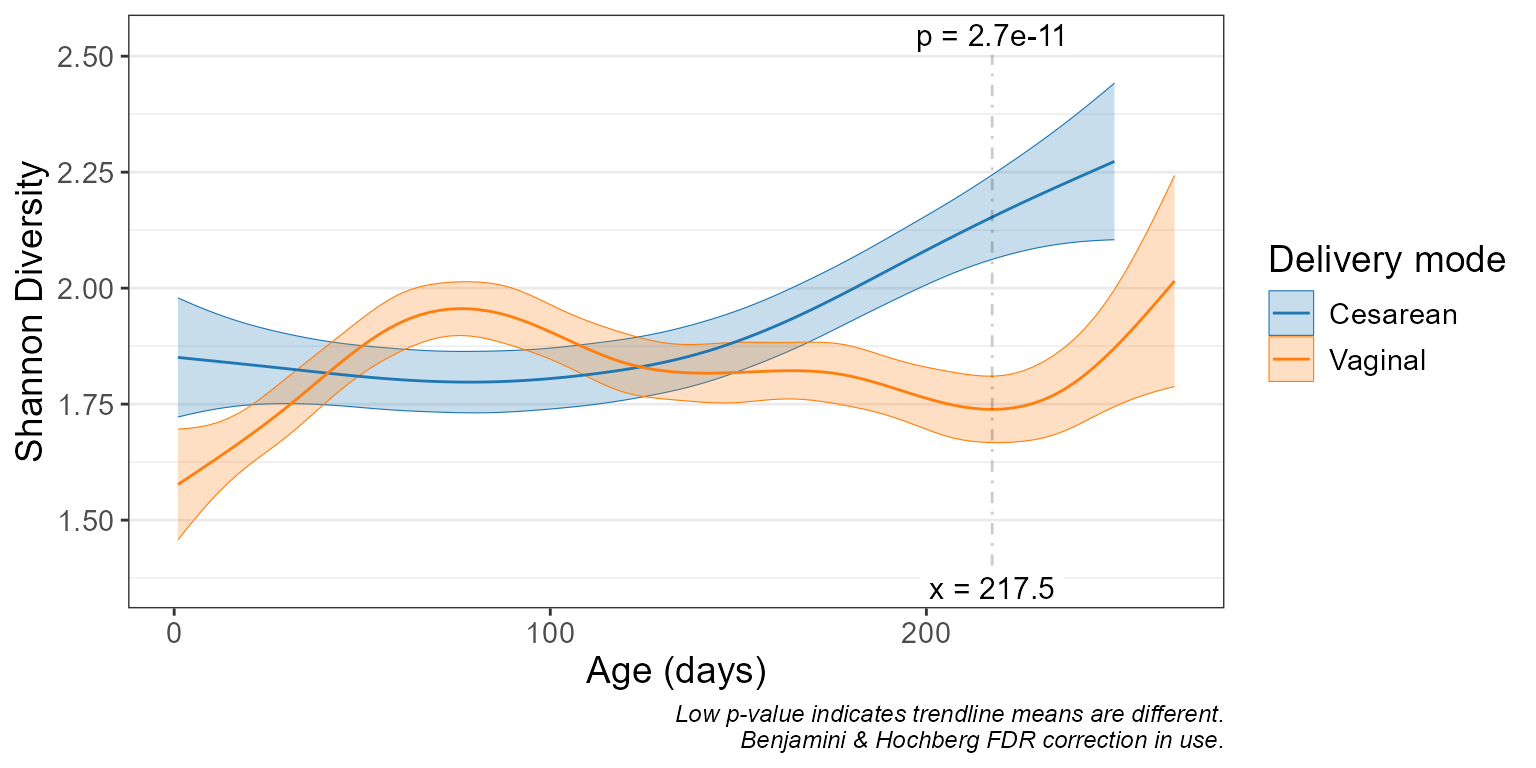 p = 2.7e-11
2.50
2.25
2.00
1.75
1.50
Shannon Diversity
x = 217.5
0
100
200
Age (days)
Delivery mode
Cesarean
Vaginal
Low p-value indicates trendline means are different.
Benjamini & Hochberg FDR correction in use.